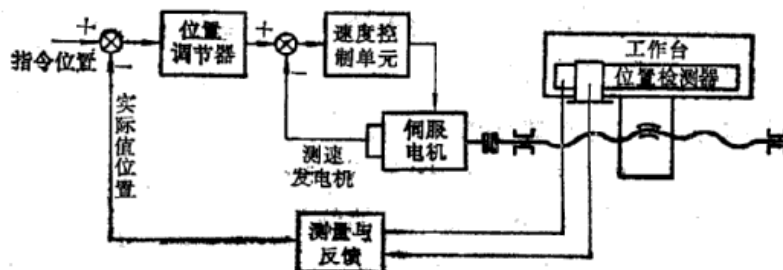 +
指令位置
-
位置
调节器
+
-
速度控
制单元
工作台
位置检测器
伺服
电机
测速
发电机
实际值位置
测量与
反馈